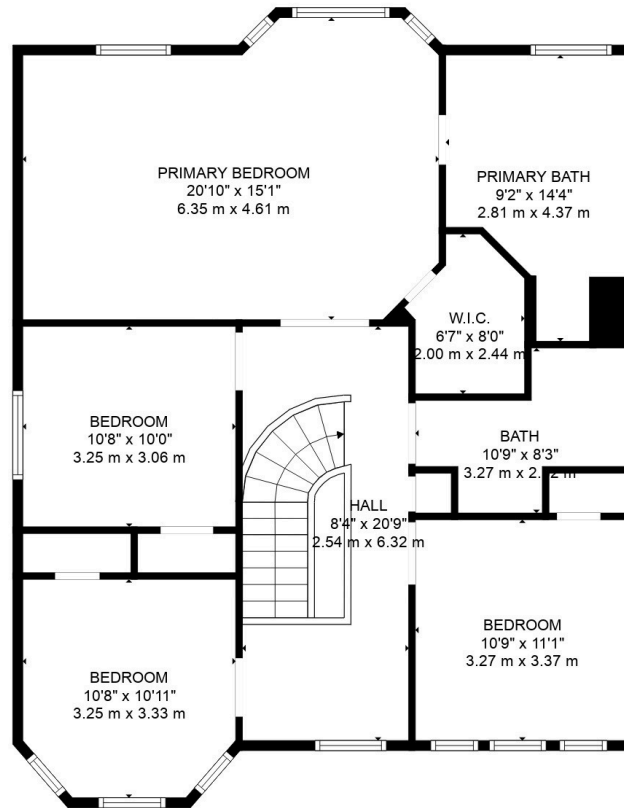 PRIMARY BEDROOM
20'10" x 15'1"
6.35 m x 4.61 m
PRIMARY BATH
9'2" x 14'4"
2.81 m x 4.37 m
W.I.C.
6'7" x 8'0"
2.00 m x 2.44 m
BEDROOM
10'8" x 10'0"
3.25 m x 3.06 m
BATH
10'9" x 8'3"
3.27 m x
HALL
8'4" x 20'9"
2.54 m x 6.32 m
BEDROOM
10'9" x 11'1"
3.27 m x 3.37 m
BEDROOM
10'8" x 10'11"
3.25 m x 3.33 m